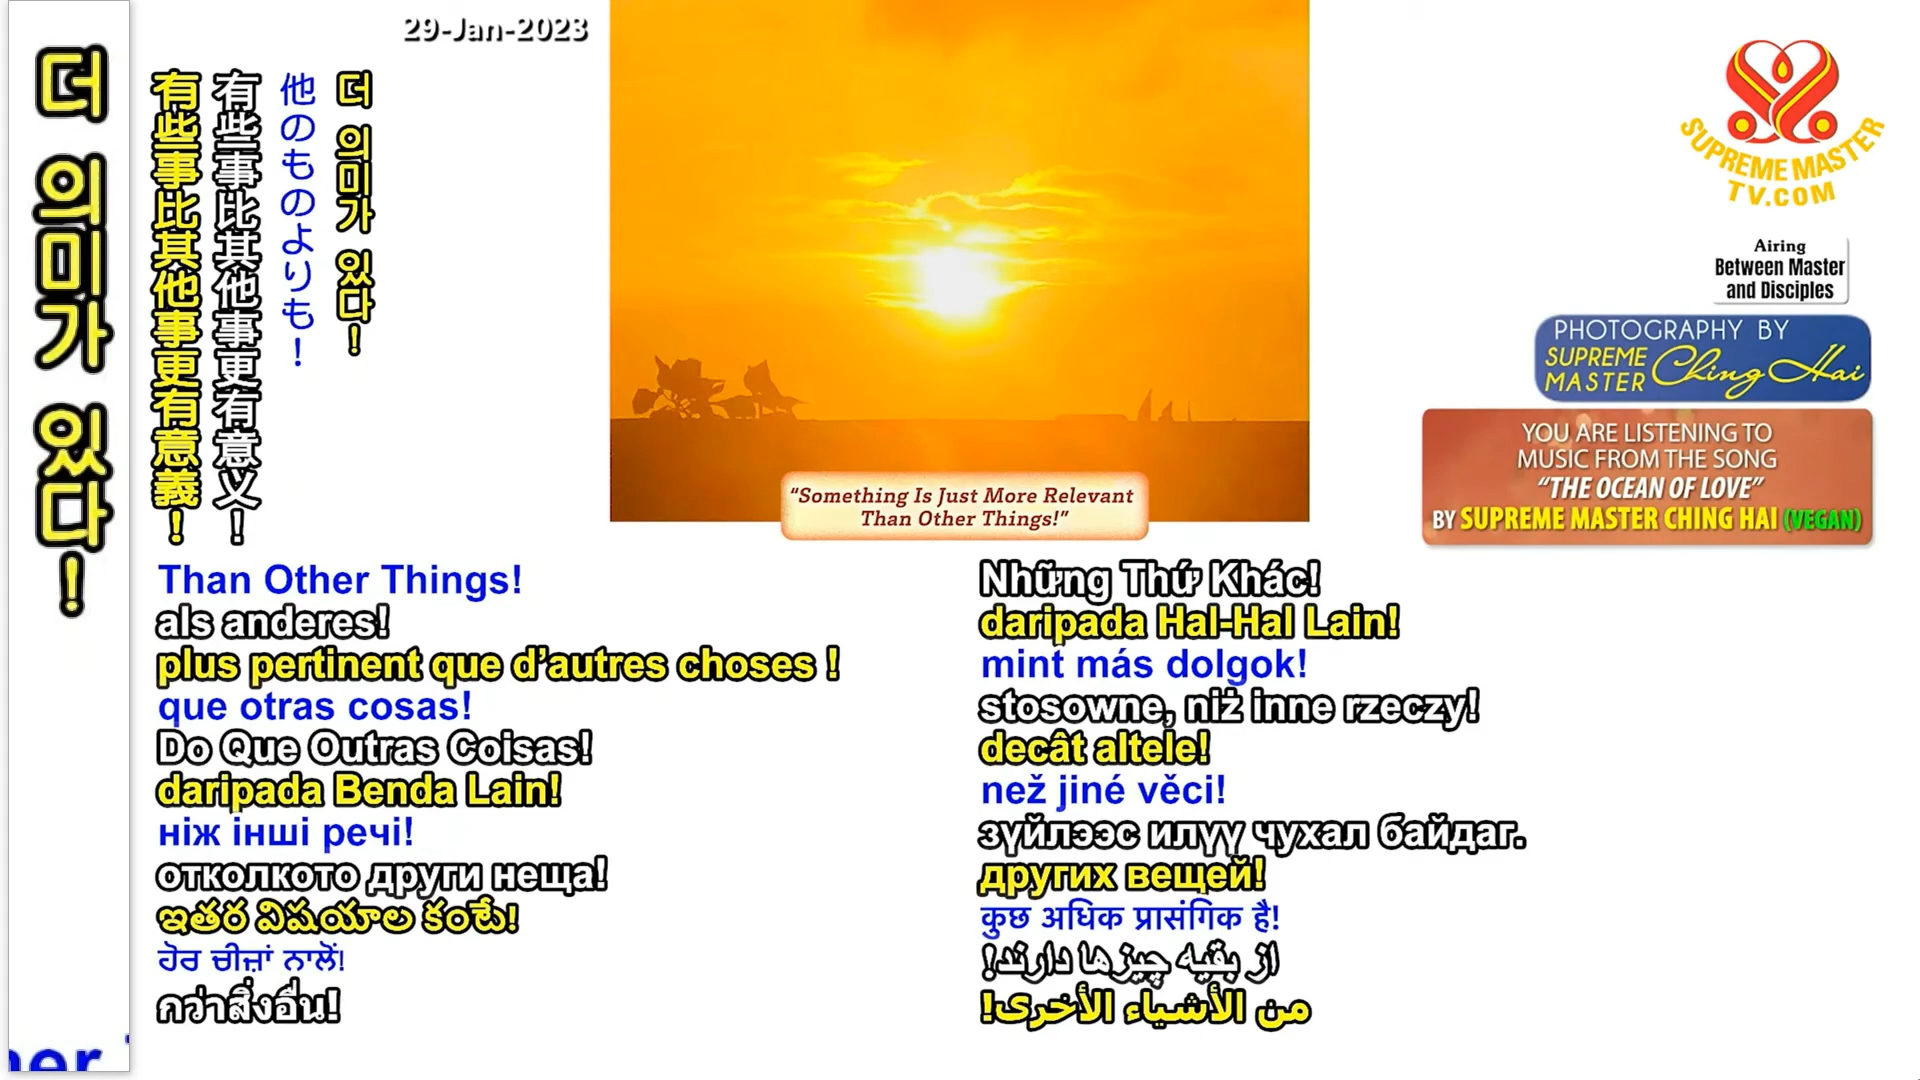 더 의미가 있다!
29-Jan-2023
더 의미가 있다!
他のものよりも！
有些事比其他事更有意义！
有些事比其他事更有意義！
SUPREME MASTER
TV.COM
Airing
Between Master
and Disciples
PHOTOGRAPHY BY
SUPREME
MASTER Ching Hai
YOU ARE LISTENING TO
MUSIC FROM THE SONG
“THE OCEAN OF LOVE”
BY SUPREME MASTER CHING HAI (VEGAN)
“Something Is Just More Relevant
Than Other Things!”
Than Other Things!
als anderes!
plus pertinent que d’autres choses !
que otras cosas!
Do Que Outras Coisas!
daripada Benda Lain!
ніж інші речі!
отколкото други неща!
ఇతర విషయాల కంటే!
ਹੋਰ ਚੀਜ਼ਾਂ ਨਾਲੋਂ!
กว่าสิ่งอื่น!
Những Thứ Khác!
daripada Hal-Hal Lain!
mint más dolgok!
stosowne, niż inne rzeczy!
decât altele!
než jiné věci!
зүйлээс илүү чухал байдаг.
других вещей!
कुछ अधिक प्रासंगिक है!
از بقیه چیزها دارند!
من الأشياء الأخرى!